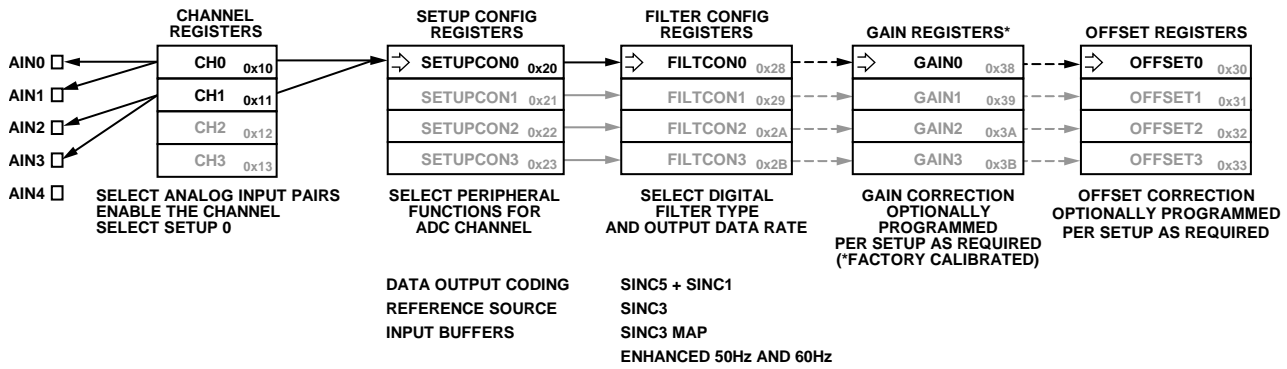 CHANNEL
REGISTERS
SETUP CONFIG
REGISTERS
FILTER CONFIG
REGISTERS
GAIN REGISTERS*
OFFSET REGISTERS
AIN0
AIN1
AIN2
AIN3
AIN4
CH0 0x10
CH1 0x11
CH2 0x12
CH3 0x13
SETUPCON0 0x20
SETUPCON1 0x21
SETUPCON2 0x22
SETUPCON3 0x23
FILTCON0 0x28
FILTCON1 0x29
FILTCON2 0x2A
FILTCON3 0x2B
GAIN0 0x38
GAIN1 0x39
GAIN2 0x3A
GAIN3 0x3B
OFFSET0 0x30
OFFSET1 0x31
OFFSET2 0x32
OFFSET3 0x33
SELECT ANALOG INPUT PAIRS
ENABLE THE CHANNEL
SELECT SETUP 0
SELECT PERIPHERAL
FUNCTIONS FOR
ADC CHANNEL
SELECT DIGITAL
FILTER TYPE
AND OUTPUT DATA RATE
GAIN CORRECTION
OPTIONALLY
PROGRAMMED
PER SETUP AS REQUIRED
(*FACTORY CALIBRATED)
OFFSET CORRECTION
OPTIONALLY PROGRAMMED
PER SETUP AS REQUIRED
DATA OUTPUT CODING
REFERENCE SOURCE
INPUT BUFFERS
SINC5 + SINC1
SINC3
SINC3 MAP
ENHANCED 50Hz AND 60Hz